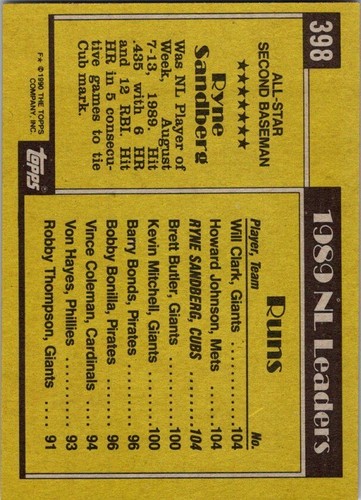 398
ALL-STAR
SECOND BASEMAN
★★★★★★★
Ryne
Sandberg
Was NL Player of
Week, August
7-13, 1989. Hit
.435 with 6 HR
and 12 RBI. Hit
HR in 5 consecu-
tive games to tie
Cub mark.
F* © 1990 THE TOPPS
COMPANY, INC.
Topps
1989 NL Leaders
Runs
Player, Team No.
Will Clark, Giants ........ 104
Howard Johnson, Mets .... 104
RYNE SANDBERG, CUBS ... 104
Brett Butler, Giants ...... 100
Kevin Mitchell, Giants .... 100
Barry Bonds, Pirates ...... 96
Bobby Bonilla, Pirates .... 96
Vince Coleman, Cardinals .. 94
Von Hayes, Phillies ....... 93
Robby Thompson, Giants ... 91